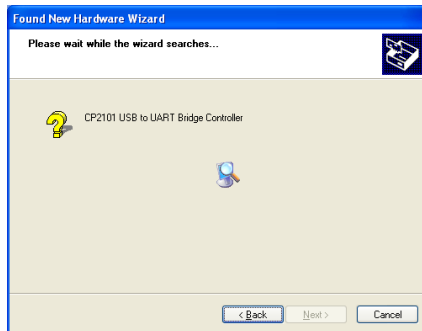 Found New Hardware Wizard
Please wait while the wizard searches...
CP2101 USB to UART Bridge Controller
< Back
Next >
Cancel